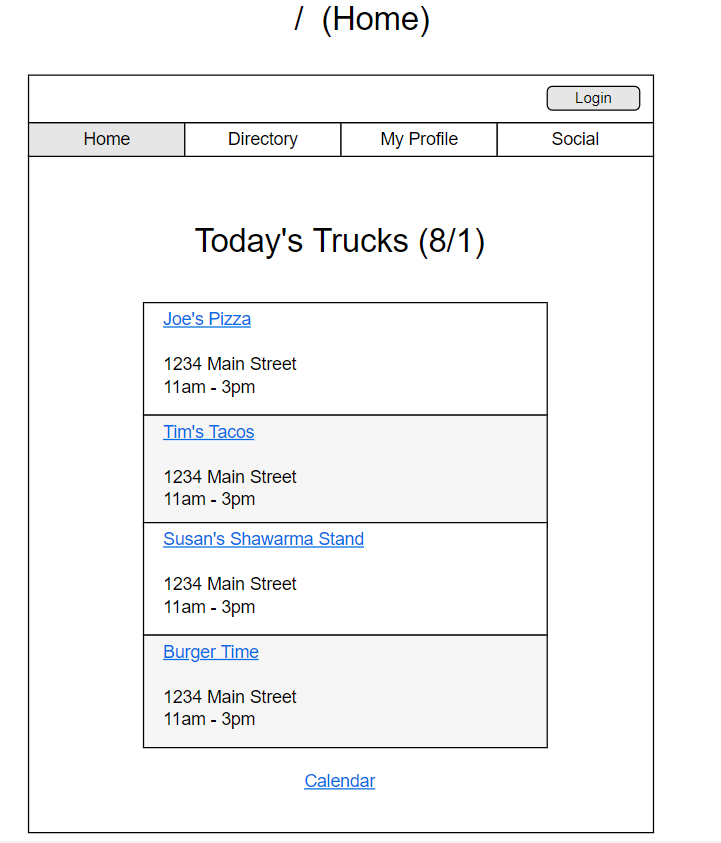 / (Home)
Login
Home Directory My Profile Social
Today's Trucks (8/1)
Joe's Pizza
1234 Main Street
11am - 3pm
Tim's Tacos
1234 Main Street
11am - 3pm
Susan's Shawarma Stand
1234 Main Street
11am - 3pm
Burger Time
1234 Main Street
11am - 3pm
Calendar